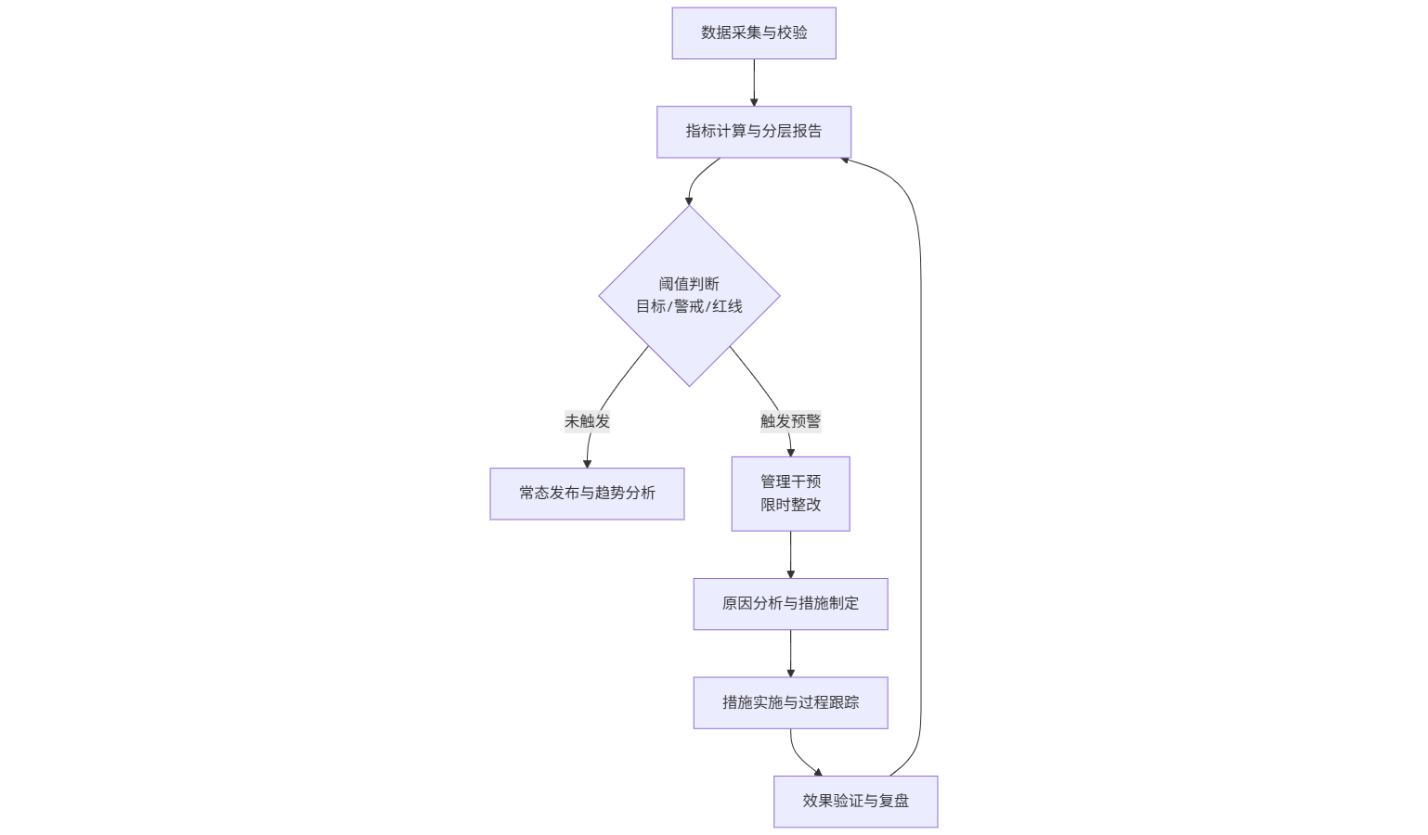 数据采集与校验
指标计算与分层报告
阈值判断
目标/警戒/红线
未触发
触发预警
常态发布与趋势分析
管理干预
限时整改
原因分析与措施制定
措施实施与过程跟踪
效果验证与复盘